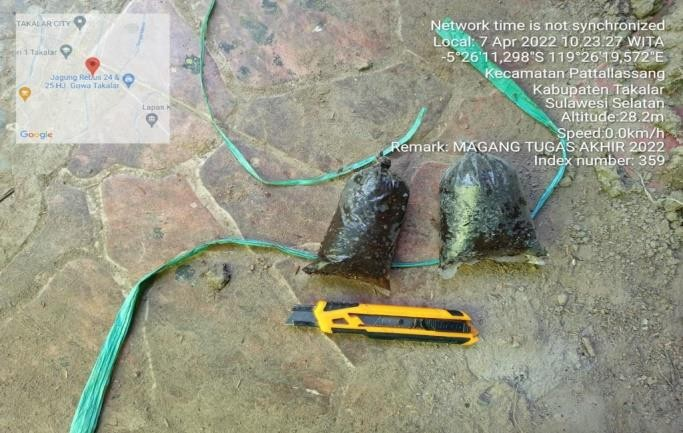 TAKALAR CITY
ri 1 Takalar
Jagung Rebus 24 &
25 HJ. Gowa Takalar
Lapas K
Google
Network time is not synchronized
Local: 7 Apr 2022 10.23.27 WITA
-5°26'11,298"S 119°26'19,572"E
Kecamatan Pattallassang
Kabupaten Takalar
Sulawesi Selatan
Altitude:28.2m
Speed:0.0km/h
Remark: MAGANG TUGAS AKHIR 2022
Index number: 359